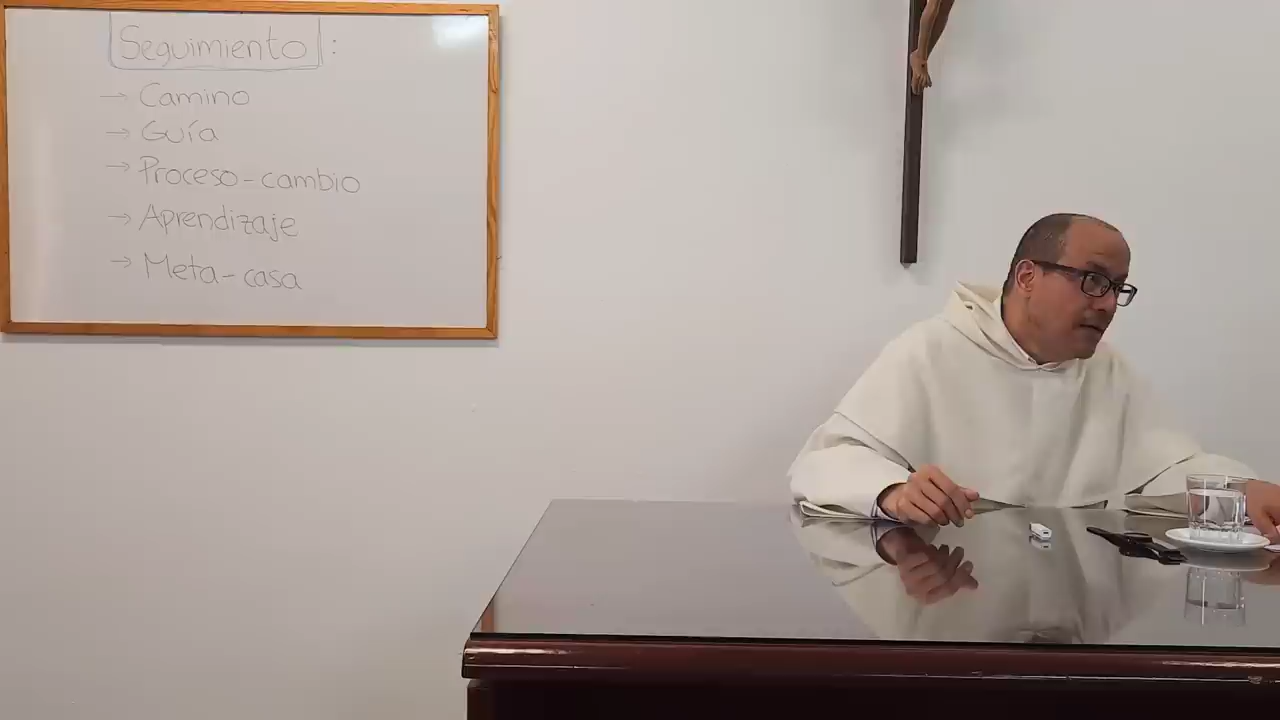 Seguimiento:
→ Camino
→ Guía
→ Proceso-cambio
→ Aprendizaje
→ Meta-casa